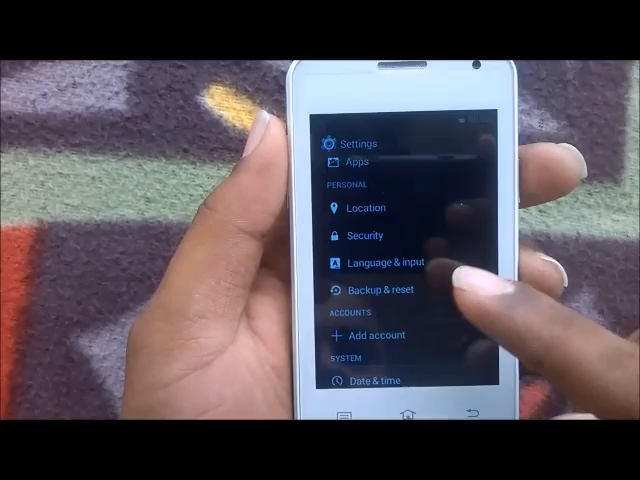 Settings
Apps
PERSONAL
Location
Security
Language & input
Backup & reset
ACCOUNTS
Add account
SYSTEM
Date & time